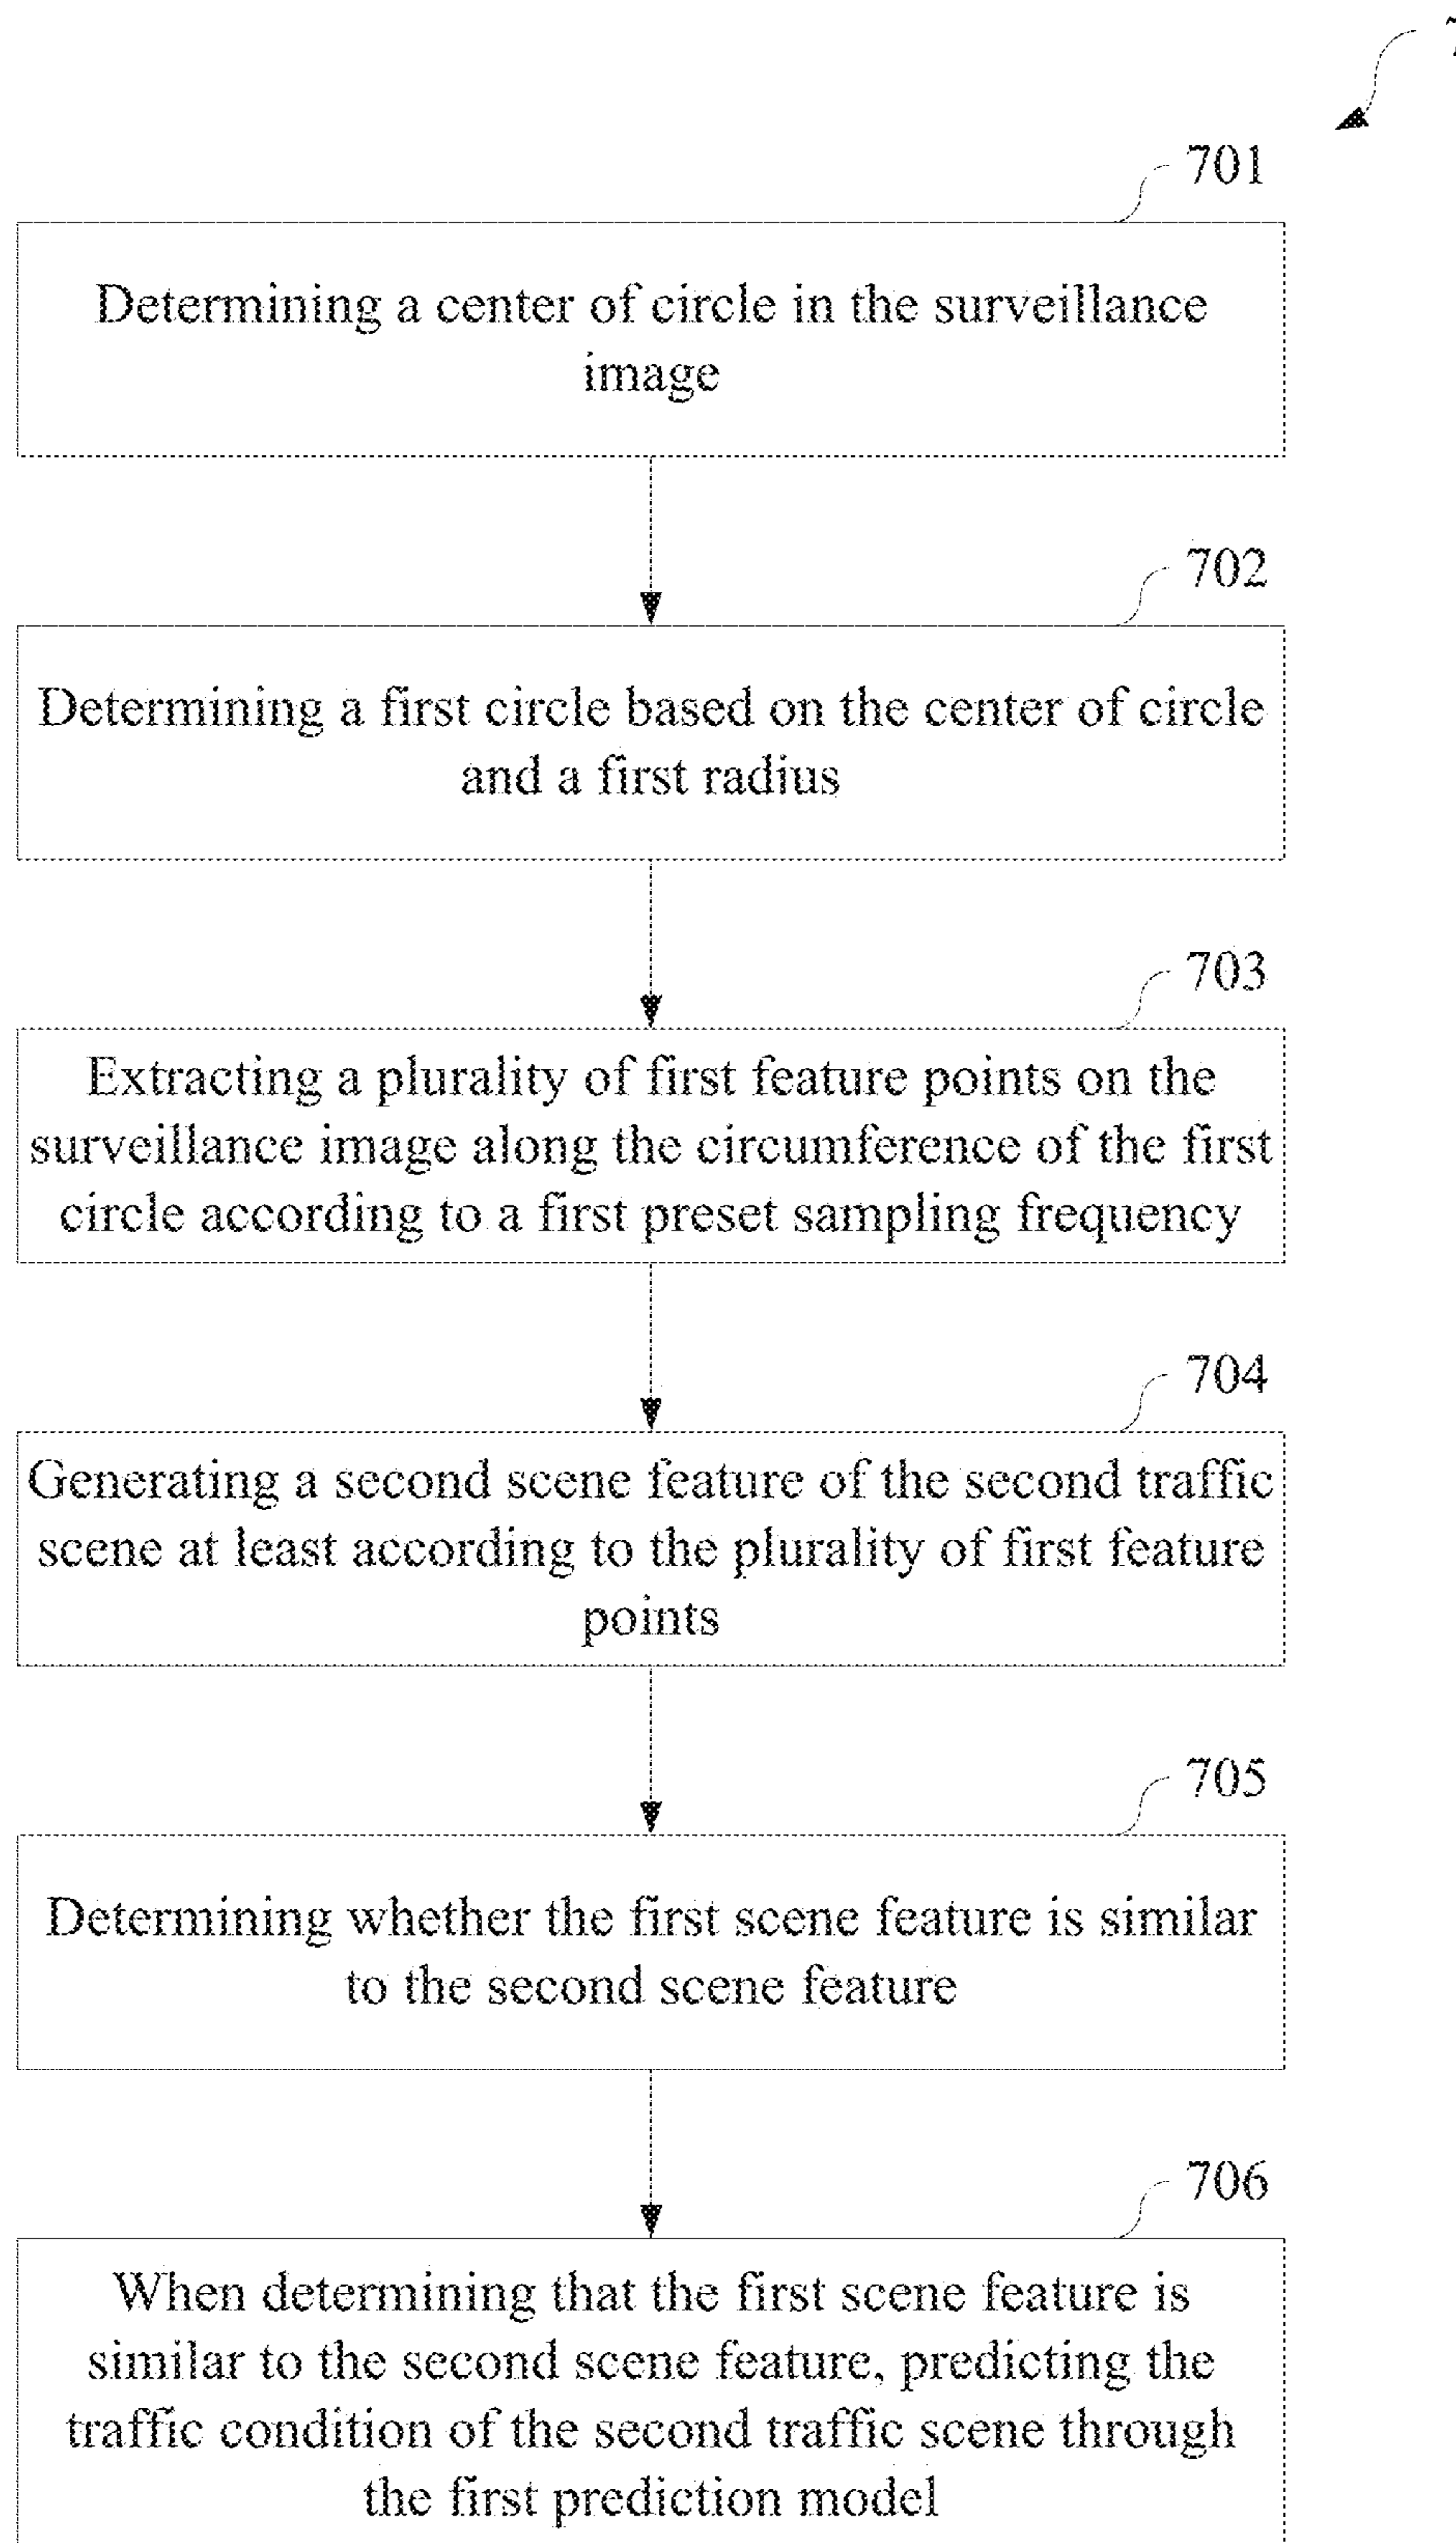 701
Determining a center of circle in the surveillance
image
702
Determining a first circle based on the center of circle
and a first radius
703
Extracting a plurality of first feature points on the
surveillance image along the circumference of the first
circle according to a first preset sampling frequency
704
Generating a second scene feature of the second traffic
scene at least according to the plurality of first feature
points
705
Determining whether the first scene feature is similar
to the second scene feature
706
When determining that the first scene feature is
similar to the second scene feature, predicting the
traffic condition of the second traffic scene through
the first prediction model